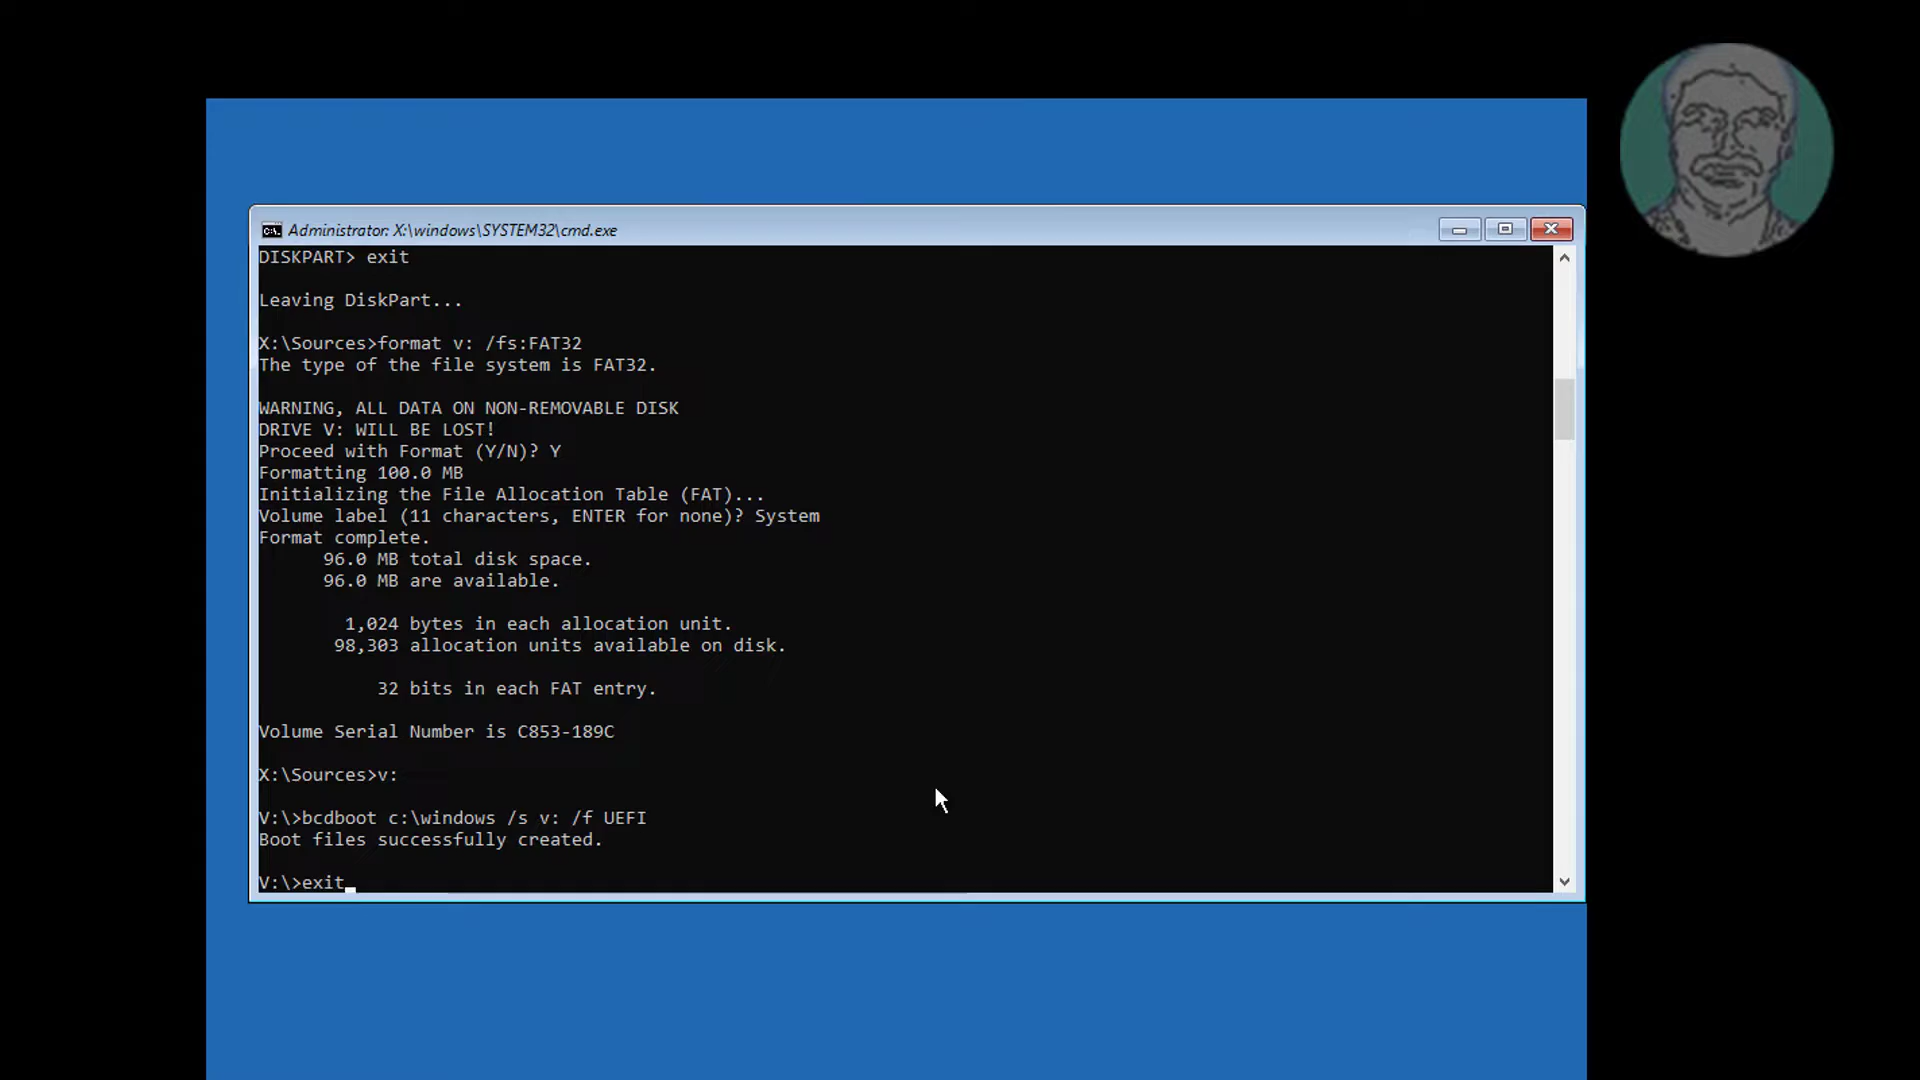 Administrator: X:\windows\SYSTEM32\cmd.exe
DISKPART> exit
Leaving DiskPart...
X:\Sources>format v: /fs:FAT32
The type of the file system is FAT32.
WARNING, ALL DATA ON NON-REMOVABLE DISK
DRIVE V: WILL BE LOST!
Proceed with Format (Y/N)? Y
Formatting 100.0 MB
Initializing the File Allocation Table (FAT)...
Volume label (11 characters, ENTER for none)? System
Format complete.
96.0 MB total disk space.
96.0 MB are available.
1,024 bytes in each allocation unit.
98,303 allocation units available on disk.
32 bits in each FAT entry.
Volume Serial Number is C853-189C
X:\Sources>v:
V:\>bcdboot c:\windows /s v: /f UEFI
Boot files successfully created.
V:\>exit